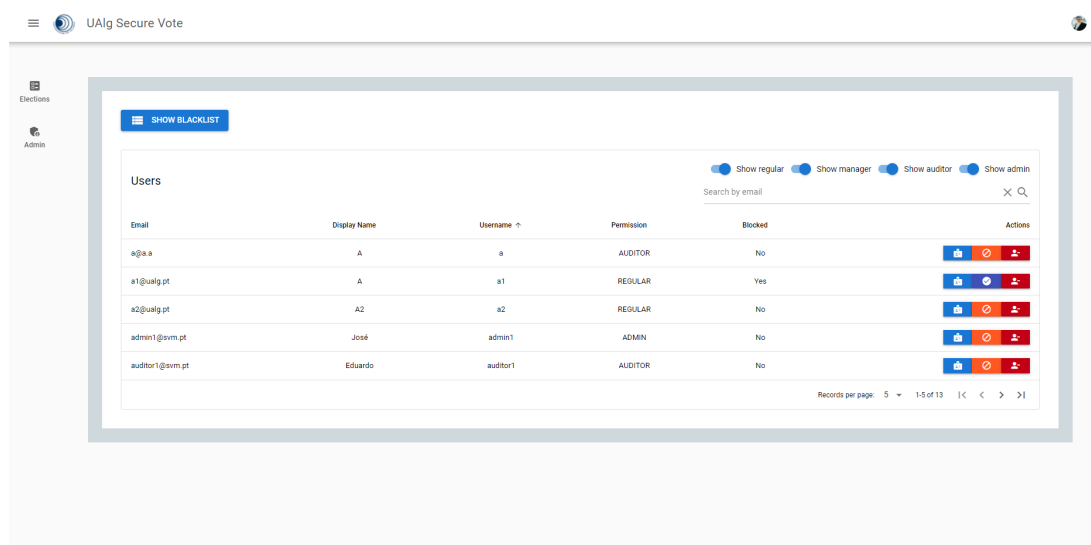 UAlg Secure Vote
Elections
Admin
SHOW BLACKLIST
Users
Show regular Show manager Show auditor Show admin
Search by email
Email Display Name Username ↑ Permission Blocked Actions
a@a.a A a AUDITOR No
a1@ualg.pt A a1 REGULAR Yes
a2@ualg.pt A2 a2 REGULAR No
admin1@svm.pt José admin1 ADMIN No
auditor1@svm.pt Eduardo auditor1 AUDITOR No
Records per page: 5 1-5 of 13